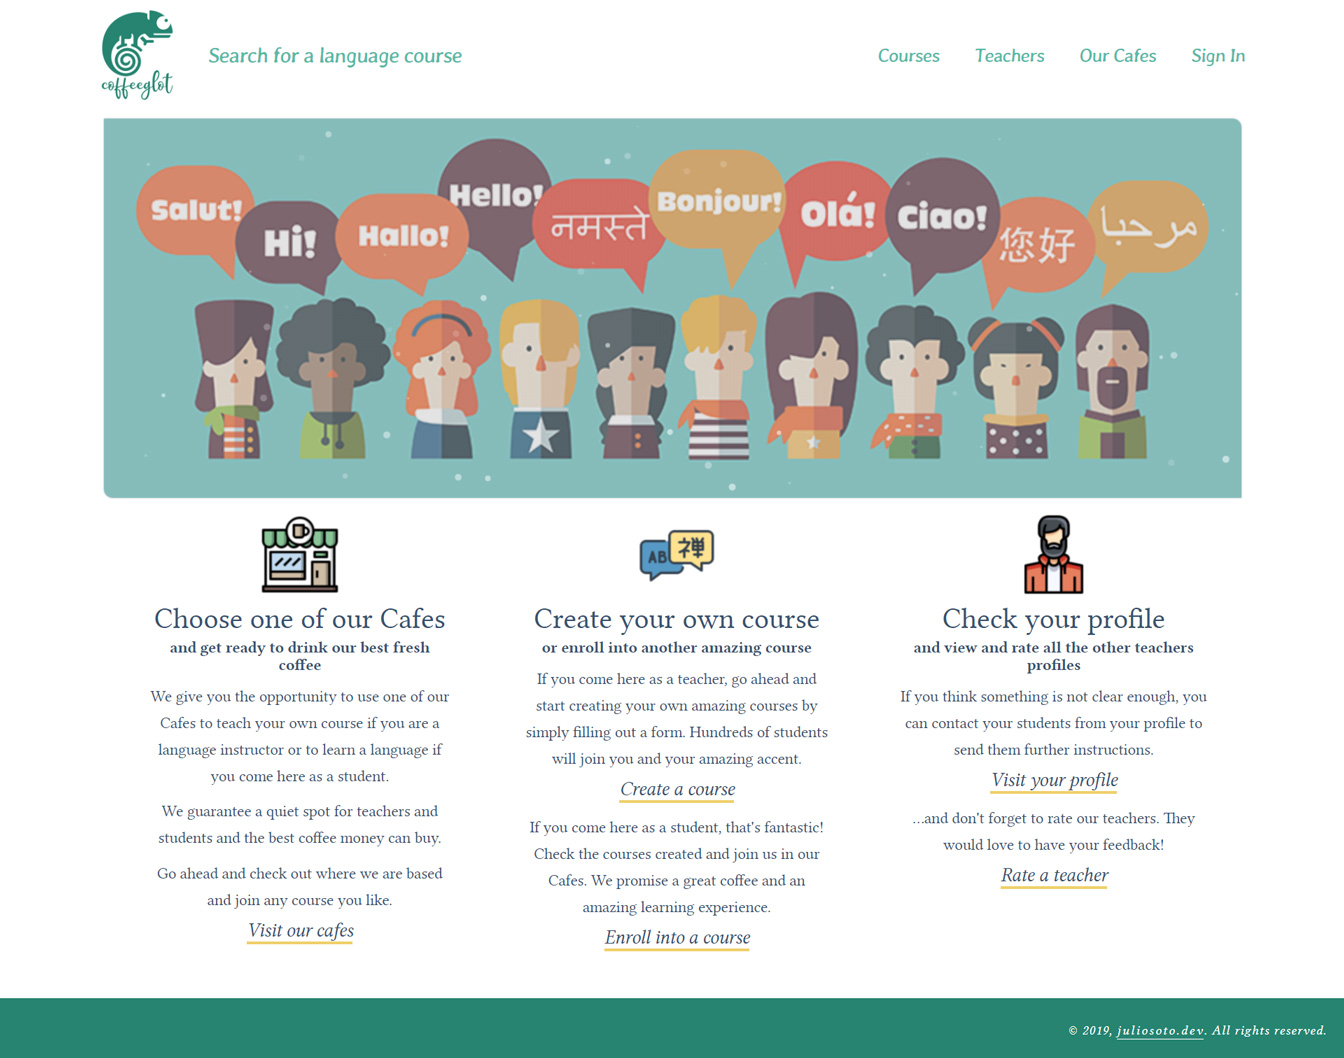 coffeeglot
Search for a language course
Courses Teachers Our Cafes Sign In
Salut!
Hi!
Hallo!
Hello!
नमस्ते
Bonjour!
Olá!
Ciao!
您好
مرحبا
AB
禅
Choose one of our Cafes
and get ready to drink our best fresh
coffee
We give you the opportunity to use one of our
Cafes to teach your own course if you are a
language instructor or to learn a language if
you come here as a student.
We guarantee a quiet spot for teachers and
students and the best coffee money can buy.
Go ahead and check out where we are based
and join any course you like.
Visit our cafes
Create your own course
or enroll into another amazing course
If you come here as a teacher, go ahead and
start creating your own amazing courses by
simply filling out a form. Hundreds of students
will join you and your amazing accent.
Create a course
If you come here as a student, that's fantastic!
Check the courses created and join us in our
Cafes. We promise a great coffee and an
amazing learning experience.
Enroll into a course
Check your profile
and view and rate all the other teachers
profiles
If you think something is not clear enough, you
can contact your students from your profile to
send them further instructions.
Visit your profile
...and don't forget to rate our teachers. They
would love to have your feedback!
Rate a teacher
© 2019, juliosoto.dev. All rights reserved.